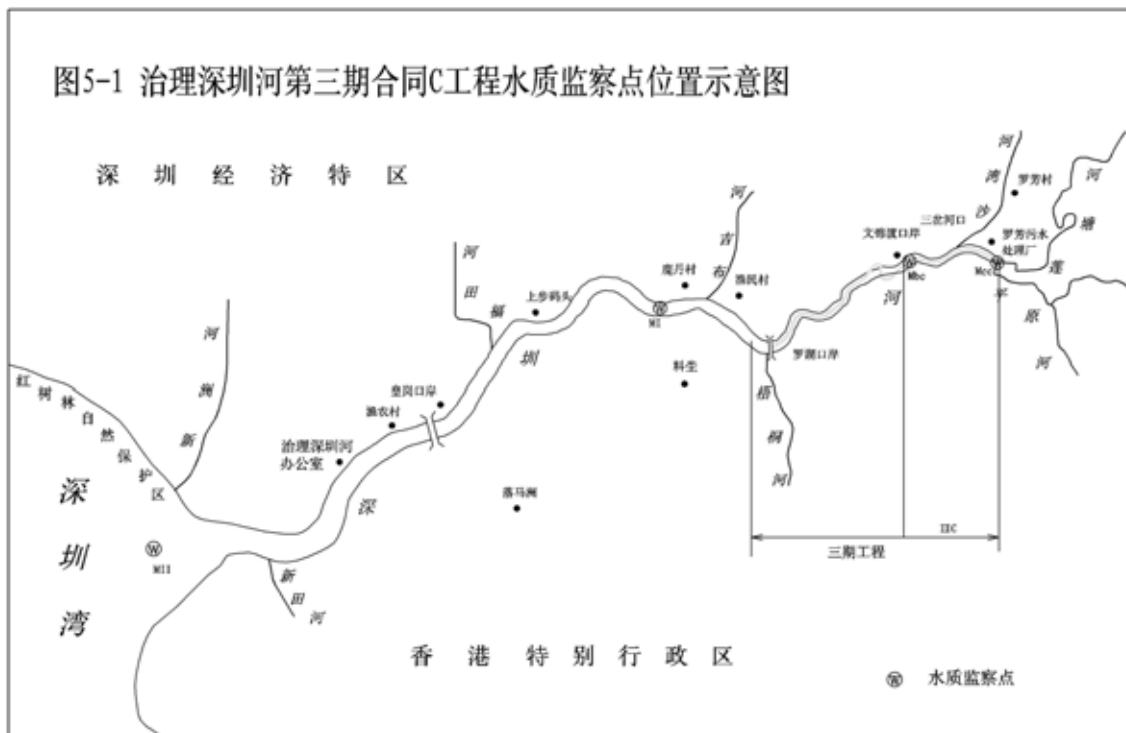 图5-1 治理深圳河第三期合同C工程水质监察点位置示意图
深圳经济特区
河湾沙
罗芳村
河塘莲
三岔河口
文锦渡口岸
罗芳污水
处理厂
Mbc
Mcc
平原河
河吉布
渔民村
鹿丹村
MI
上步码头
河田福
罗湖口岸
河
圳
深
料壆
梧桐河
皇岗口岸
渔农村
治理深圳河
办公室
落马洲
河洲新
红树林自然保护区
深圳湾
MII
新田河
IIC
三期工程
香港特别行政区
水质监察点